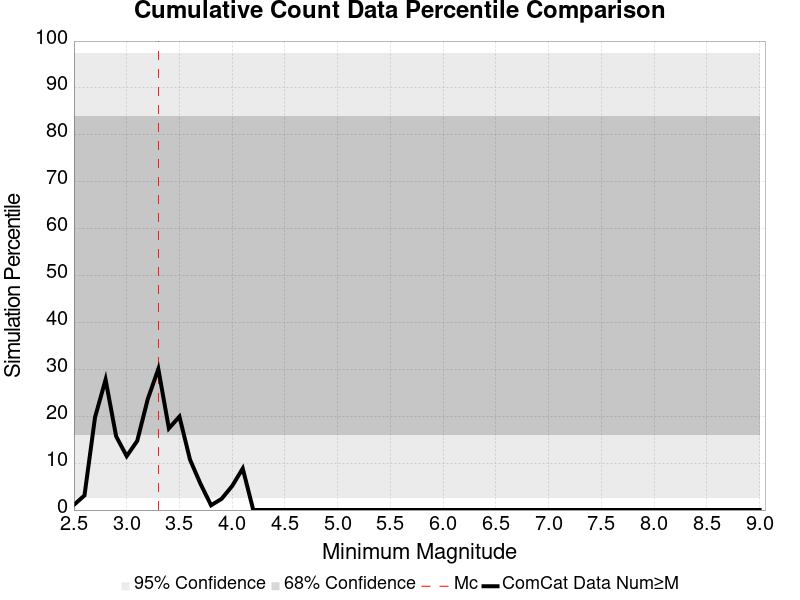 Cumulative Count Data Percentile Comparison
100
90
80
70
60
50
40
30
20
10
0
Simulation Percentile
2.5 3.0 3.5 4.0 4.5 5.0 5.5 6.0 6.5 7.0 7.5 8.0 8.5 9.0
Minimum Magnitude
95% Confidence 68% Confidence Mc ComCat Data Num≥M